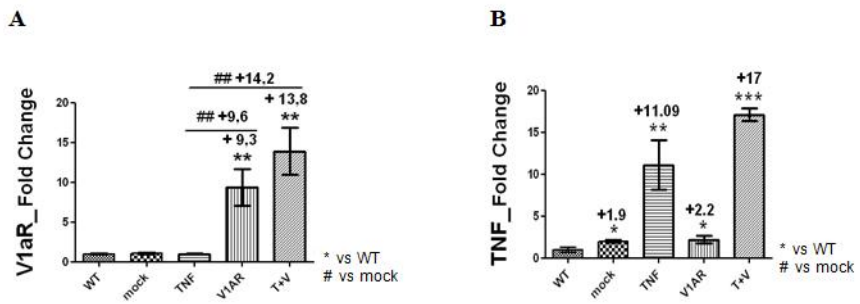 A
V1aR_Fold Change
20
15
10
5
0
## +14,2
## +9,6
+ 13,8
**
+ 9,3
**
WT
mock
TNF
V1AR
T+V
* vs WT
# vs mock
B
TNF_Fold Change
20
15
10
5
0
+1.9
*
+11.09
**
+2.2
*
+17
***
WT
mock
TNF
V1AR
T+V
* vs WT
# vs mock